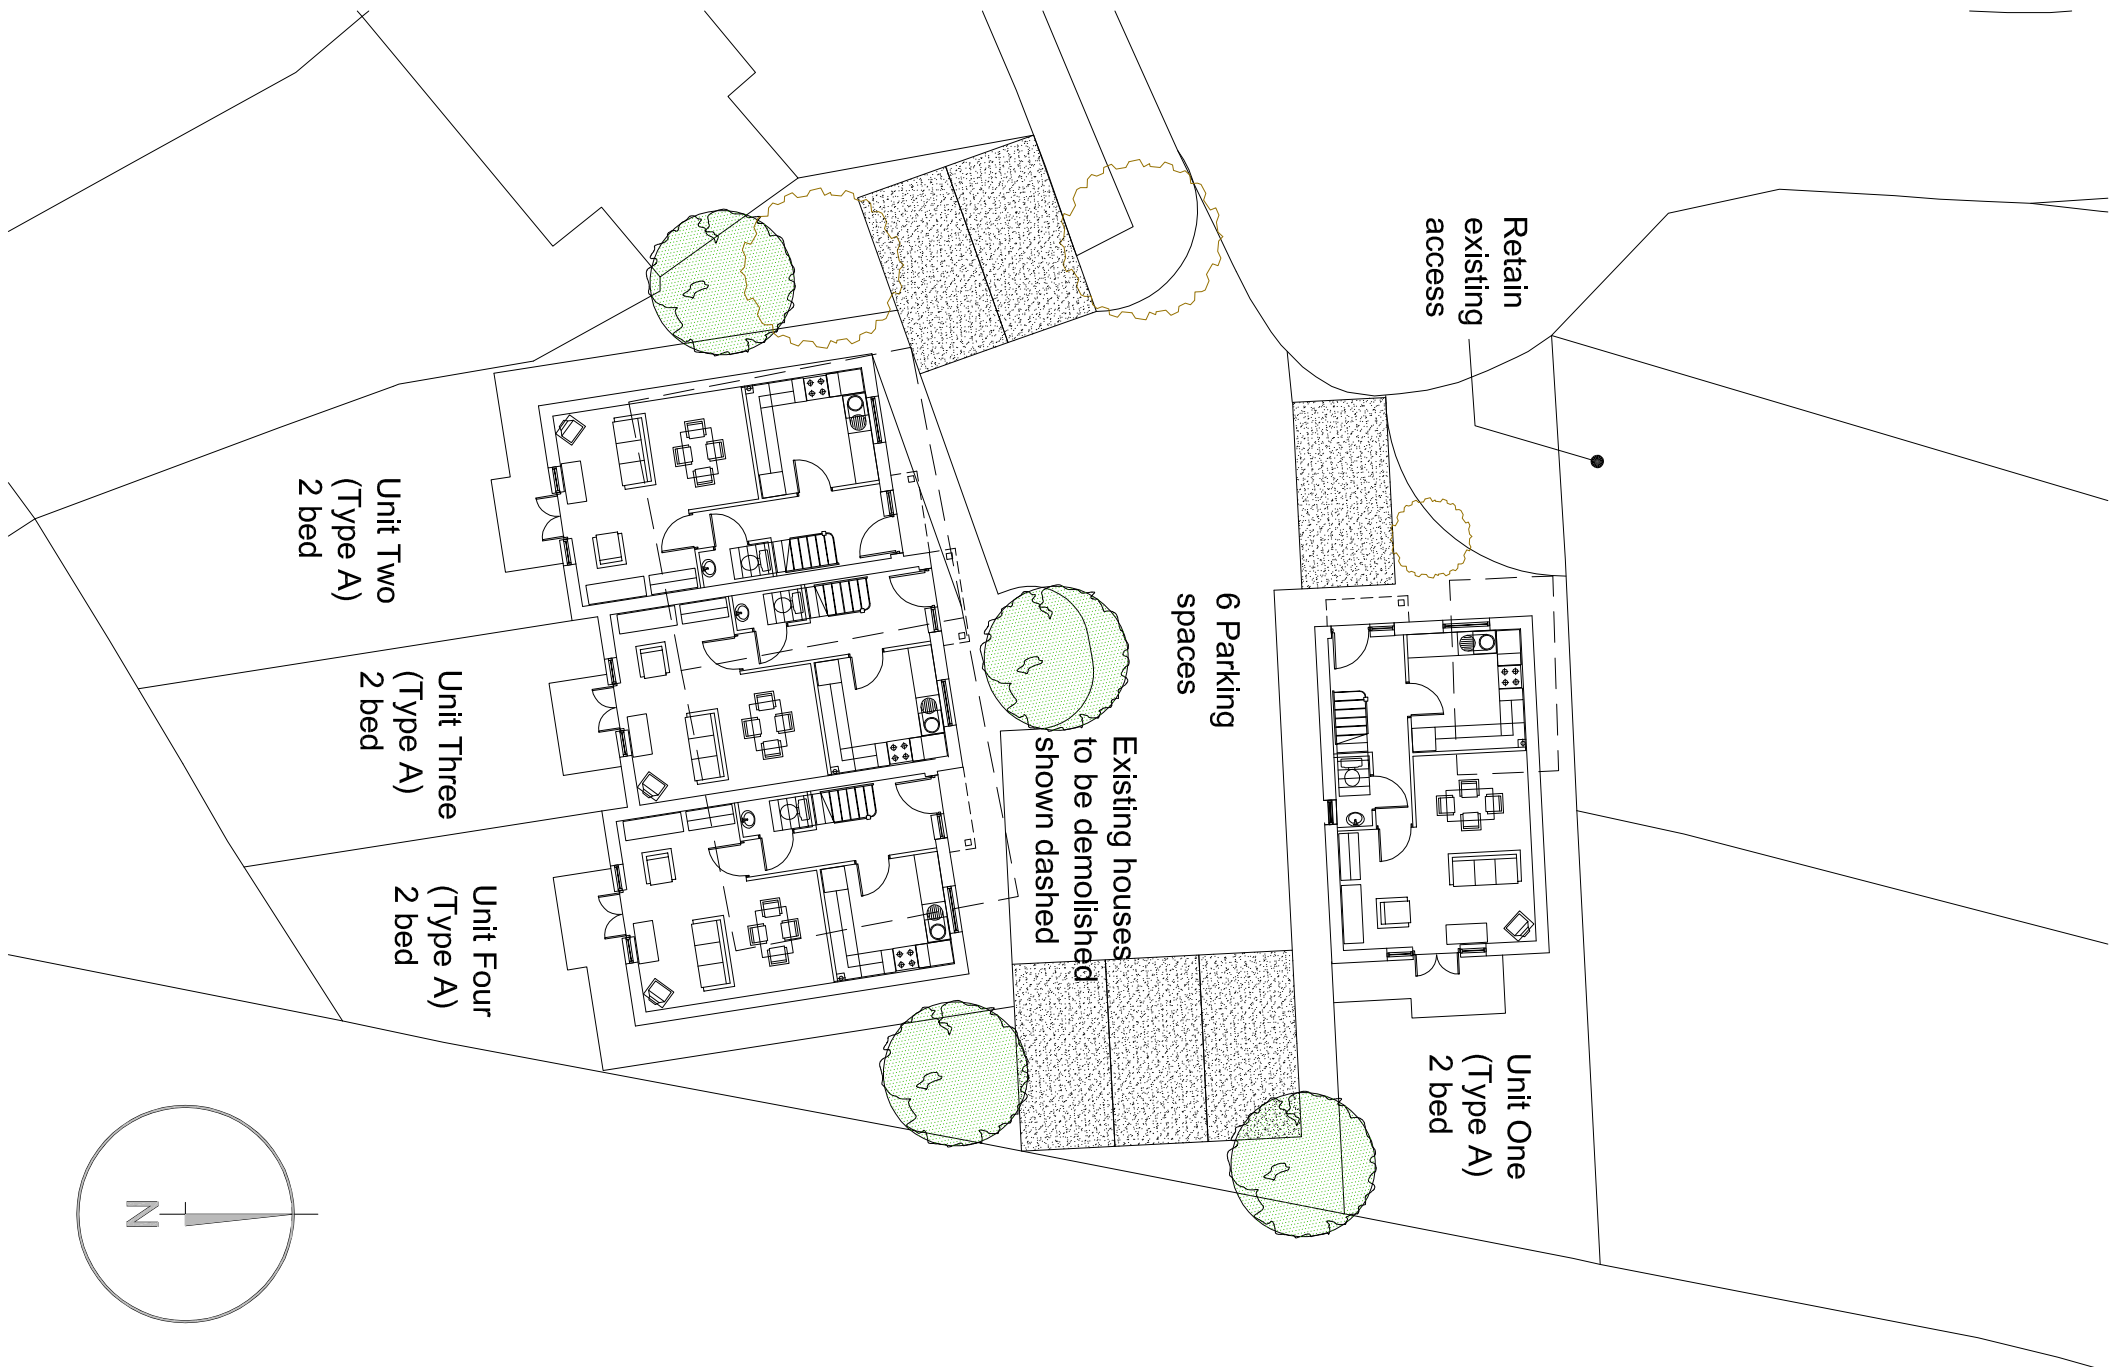 Retain
existing
access
6 Parking
spaces
Existing houses
to be demolished
shown dashed
Unit One
(Type A)
2 bed
Unit Two
(Type A)
2 bed
Unit Three
(Type A)
2 bed
Unit Four
(Type A)
2 bed
N